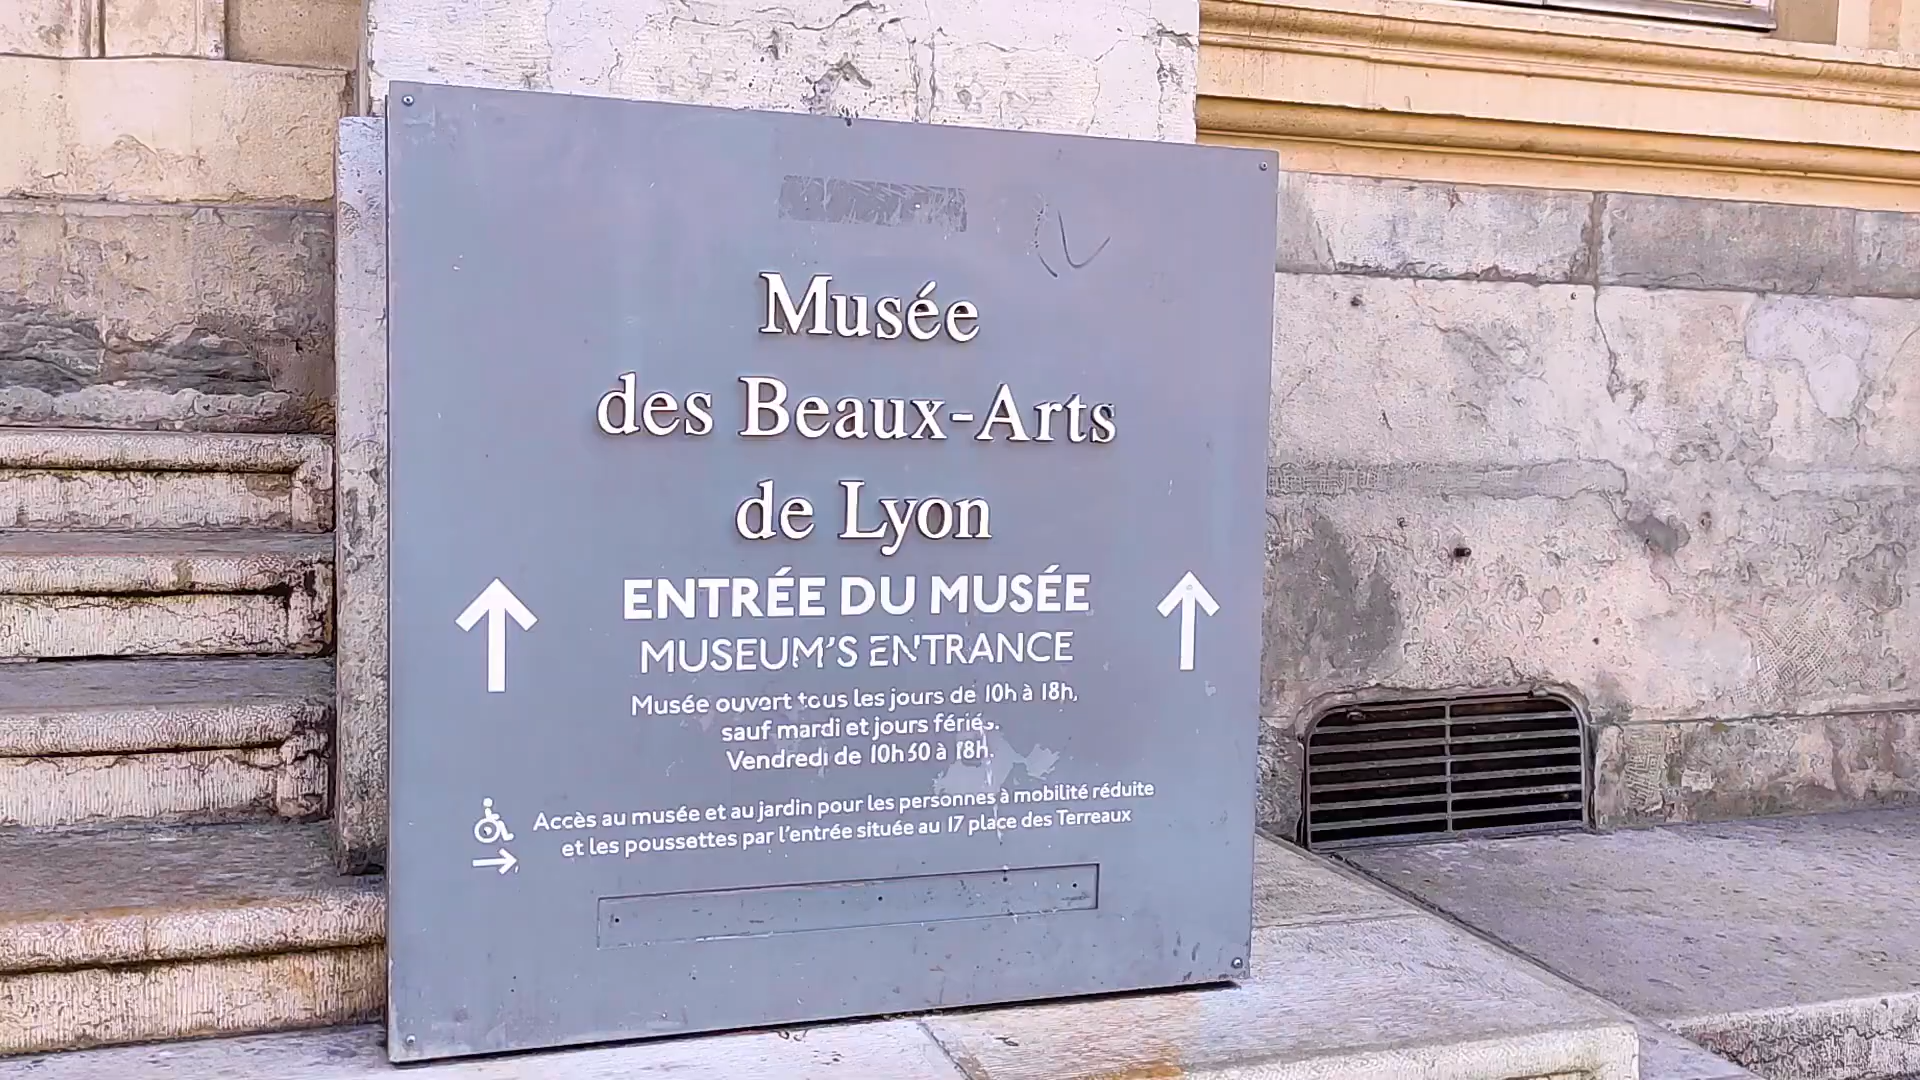 Musée
des Beaux-Arts
de Lyon
ENTRÉE DU MUSÉE
MUSEUM'S ENTRANCE
Musée ouvert tous les jours de 10h à 18h,
sauf mardi et jours fériés.
Vendredi de 10h30 à 18h.
Accès au musée et au jardin pour les personnes à mobilité réduite
et les poussettes par l'entrée située au 17 place des Terreaux